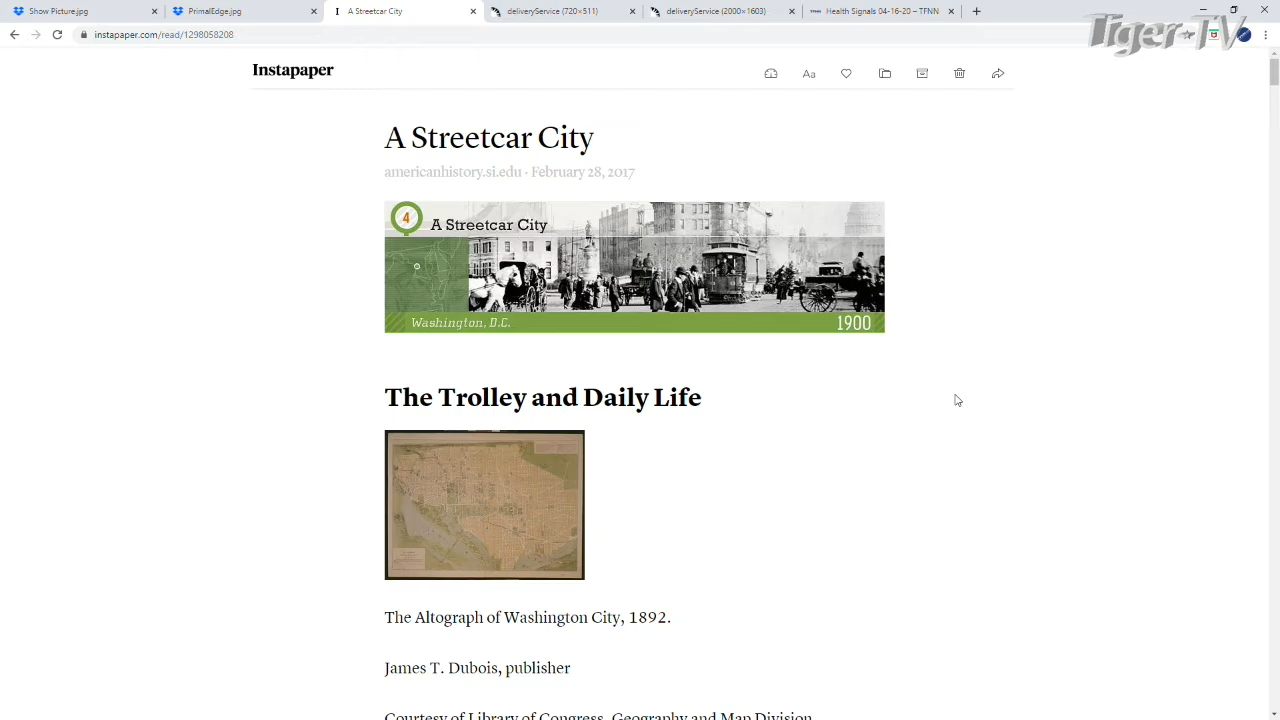 Show Picture.jpg
PrimalEdge.jpg
A Streetcar City
deliveryService (720×511)
deliveryService (2000×1603)
Health Signals 04-16-20 – TFNN
instapaper.com/read/1298058208
Tiger-TV
Instapaper
Aa
A Streetcar City
americanhistory.si.edu · February 28, 2017
4
A Streetcar City
Washington, D.C.
1900
The Trolley and Daily Life
The Altograph of Washington City, 1892.
James T. Dubois, publisher
Courtesy of Library of Congress, Geography and Map Division